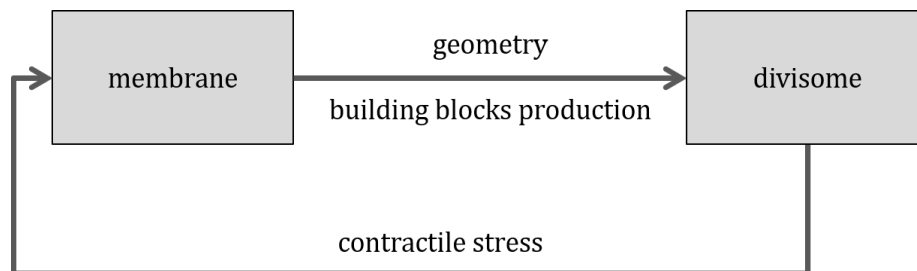 geometry
membrane
divisome
building blocks production
contractile stress